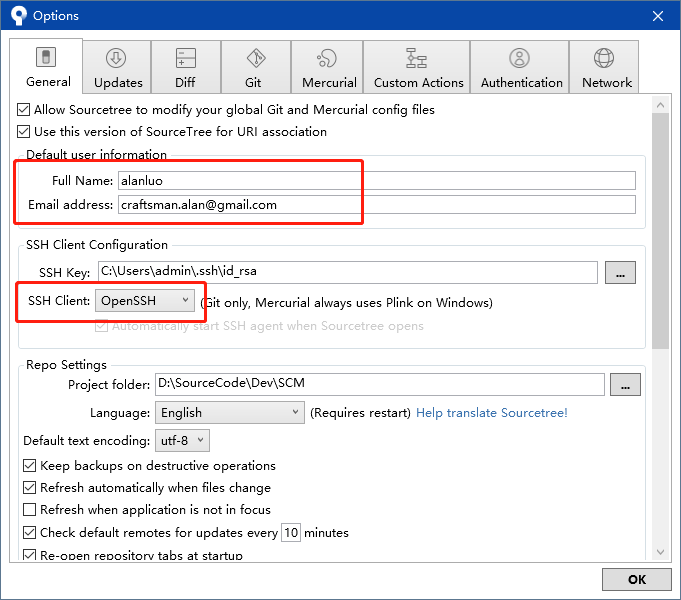 Options
General
Updates
Diff
Git
Mercurial
Custom Actions
Authentication
Network
Allow Sourcetree to modify your global Git and Mercurial config files
Use this version of SourceTree for URI association
Default user information
Full Name: alanluo
Email address: craftsman.alan@gmail.com
SSH Client Configuration
SSH Key: C:\Users\admin\.ssh\id_rsa ...
SSH Client: OpenSSH (Git only, Mercurial always uses Plink on Windows)
Automatically start SSH agent when Sourcetree opens
Repo Settings
Project folder: D:\SourceCode\Dev\SCM ...
Language: English (Requires restart) Help translate Sourcetree!
Default text encoding: utf-8
Keep backups on destructive operations
Refresh automatically when files change
Refresh when application is not in focus
Check default remotes for updates every 10 minutes
Re-open repository tabs at startup
OK